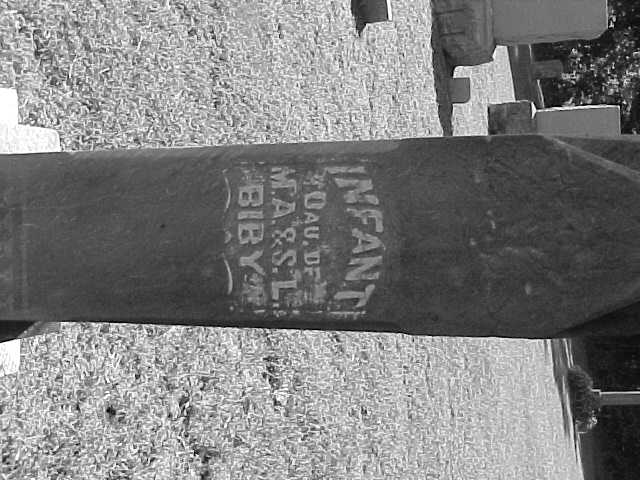 INFANT
DAU. OF
M. A. & S. L.
BIBY